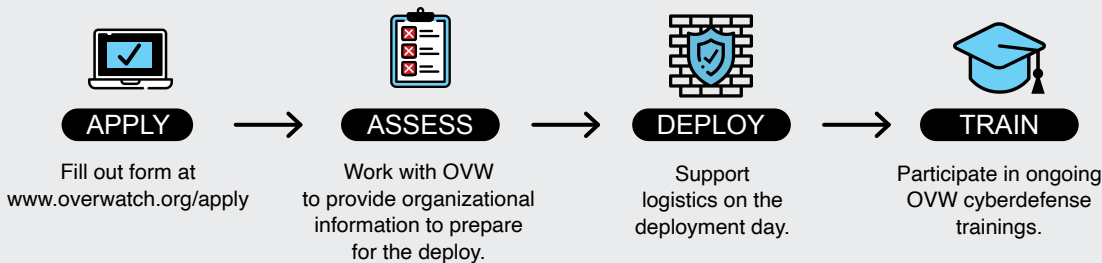 APPLY
Fill out form at
www.overwatch.org/apply
ASSESS
Work with OVW
to provide organizational
information to prepare
for the deploy.
DEPLOY
Support
logistics on the
deployment day.
TRAIN
Participate in ongoing
OVW cyberdefense
trainings.